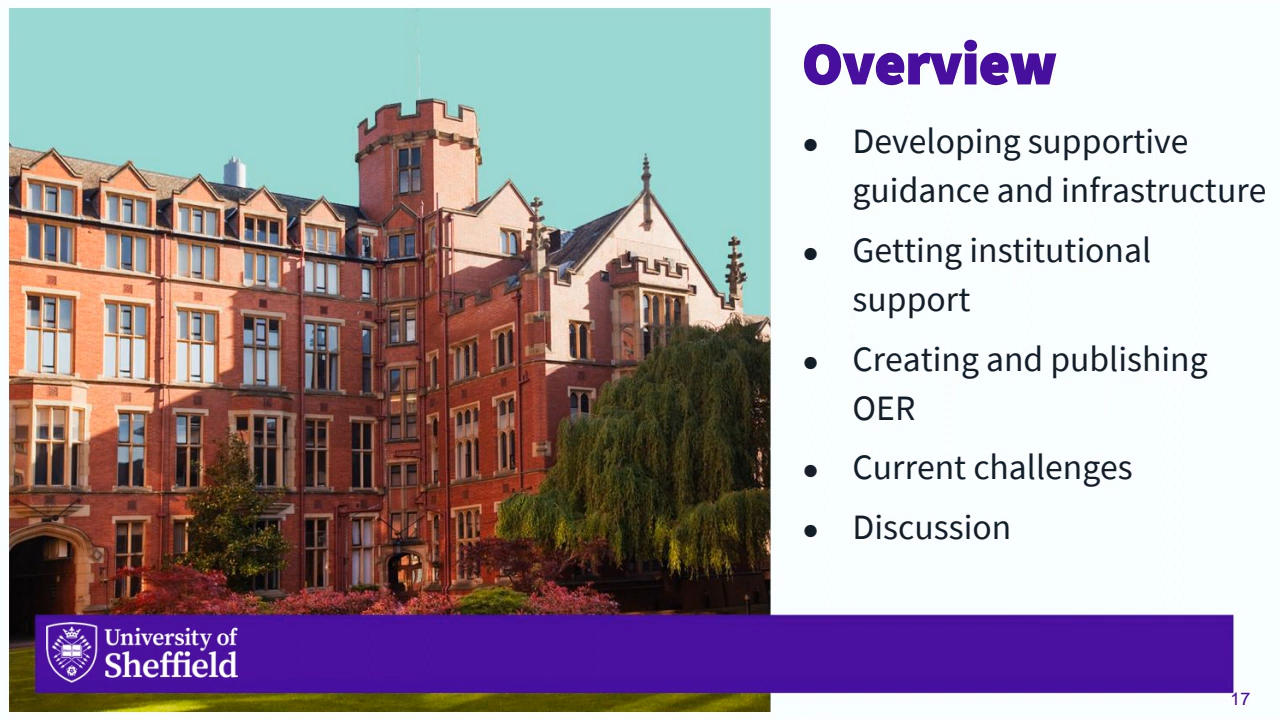 Overview
● Developing supportive
guidance and infrastructure
● Getting institutional
support
● Creating and publishing
OER
● Current challenges
● Discussion
University of
Sheffield
17